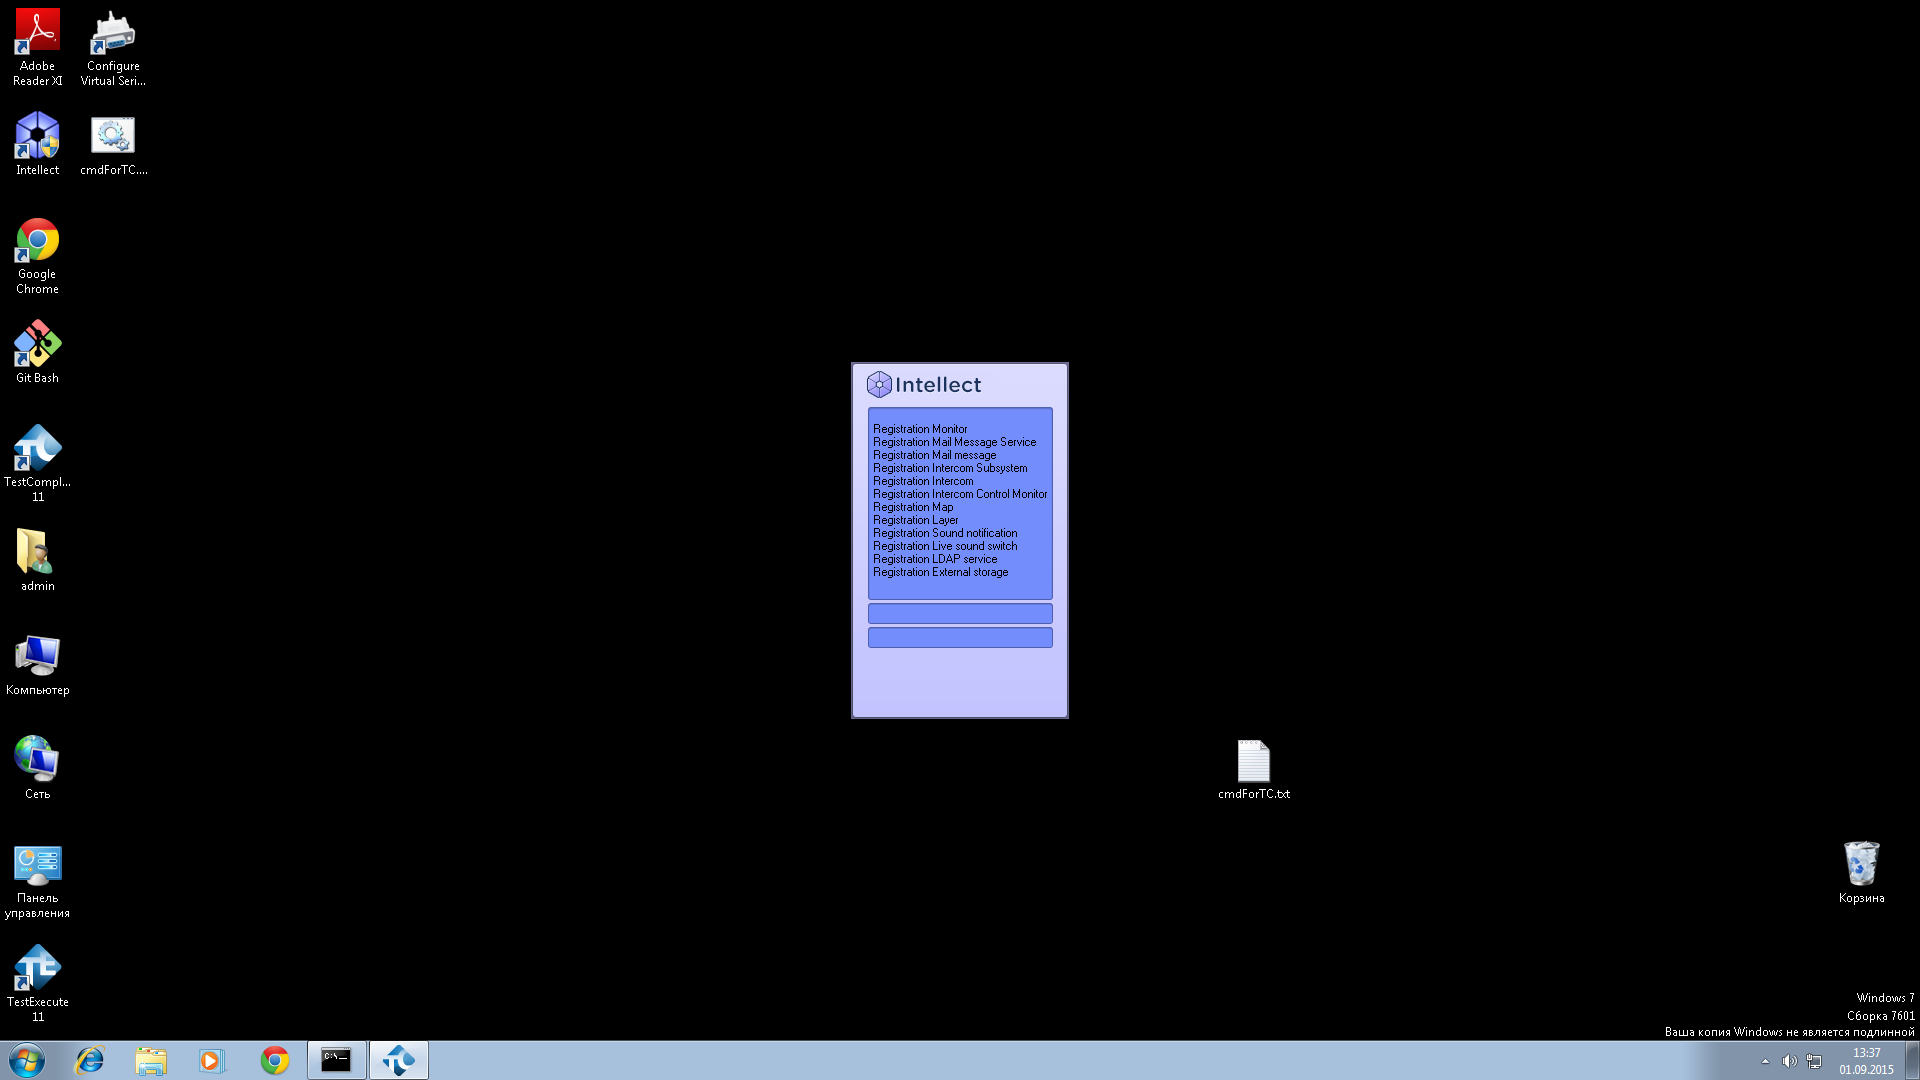 Adobe
Reader XI
Configure
Virtual Seri...
Intellect
cmdForTC....
Google
Chrome
Git Bash
TestCompl...
11
admin
Компьютер
Сеть
Панель
управления
TestExecute
11
Intellect
Registration Monitor
Registration Mail Message Service
Registration Mail message
Registration Intercom Subsystem
Registration Intercom
Registration Intercom Control Monitor
Registration Map
Registration Layer
Registration Sound notification
Registration Live sound switch
Registration LDAP service
Registration External storage
cmdForTC.txt
Корзина
Windows 7
Сборка 7601
Ваша копия Windows не является подлинной
C:\.
13:37
01.09.2015